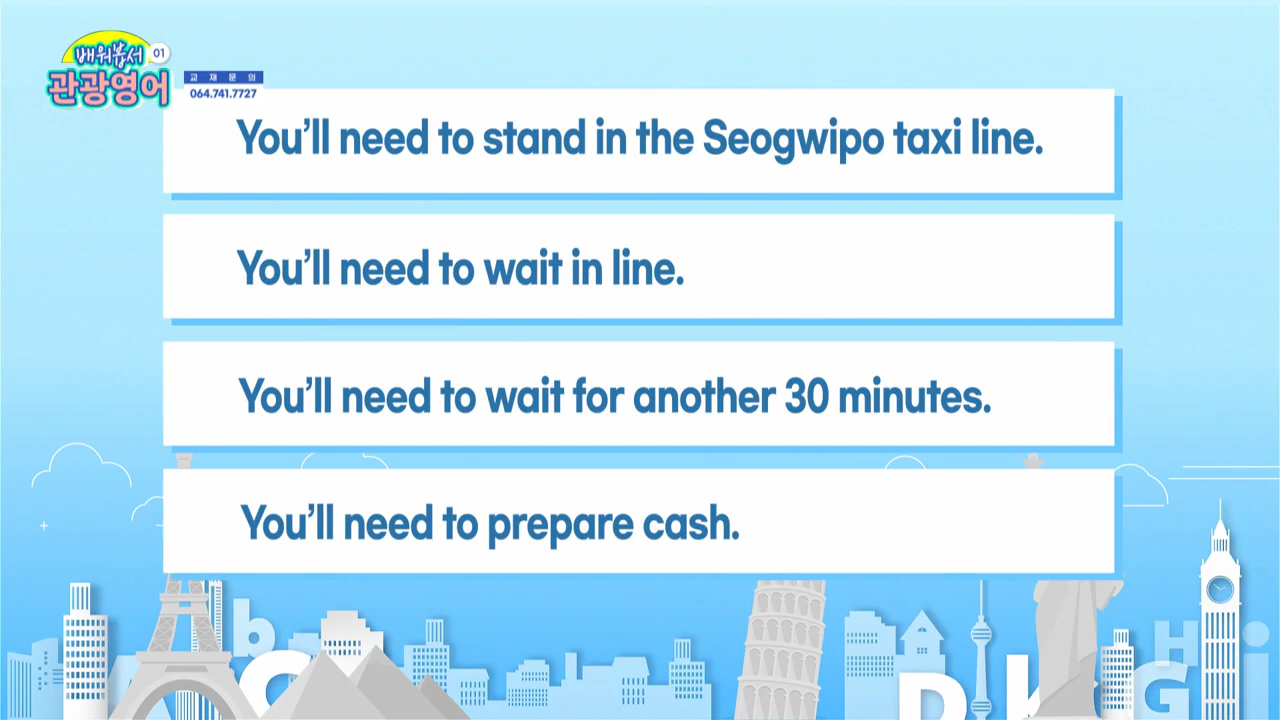 배워봅서 01
관광영어
교재문의
064.741.7727
You'll need to stand in the Seogwipo taxi line.
You'll need to wait in line.
You'll need to wait for another 30 minutes.
You'll need to prepare cash.
b
H i
G